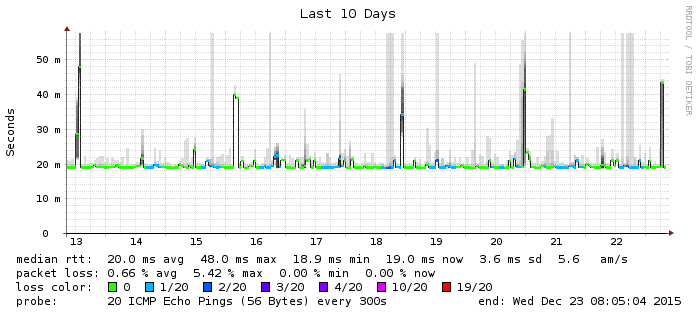 Last 10 Days
RRDTOOL / TOBI OETIKER
Seconds
50 m
40 m
30 m
20 m
10 m
0
13 14 15 16 17 18 19 20 21 22
median rtt: 20.0 ms avg 48.0 ms max 18.9 ms min 19.0 ms now 3.6 ms sd 5.6 am/s
packet loss: 0.66 % avg 5.42 % max 0.00 % min 0.00 % now
loss color: 0 1/20 2/20 3/20 4/20 10/20 19/20
probe: 20 ICMP Echo Pings (56 Bytes) every 300s end: Wed Dec 23 08:05:04 2015